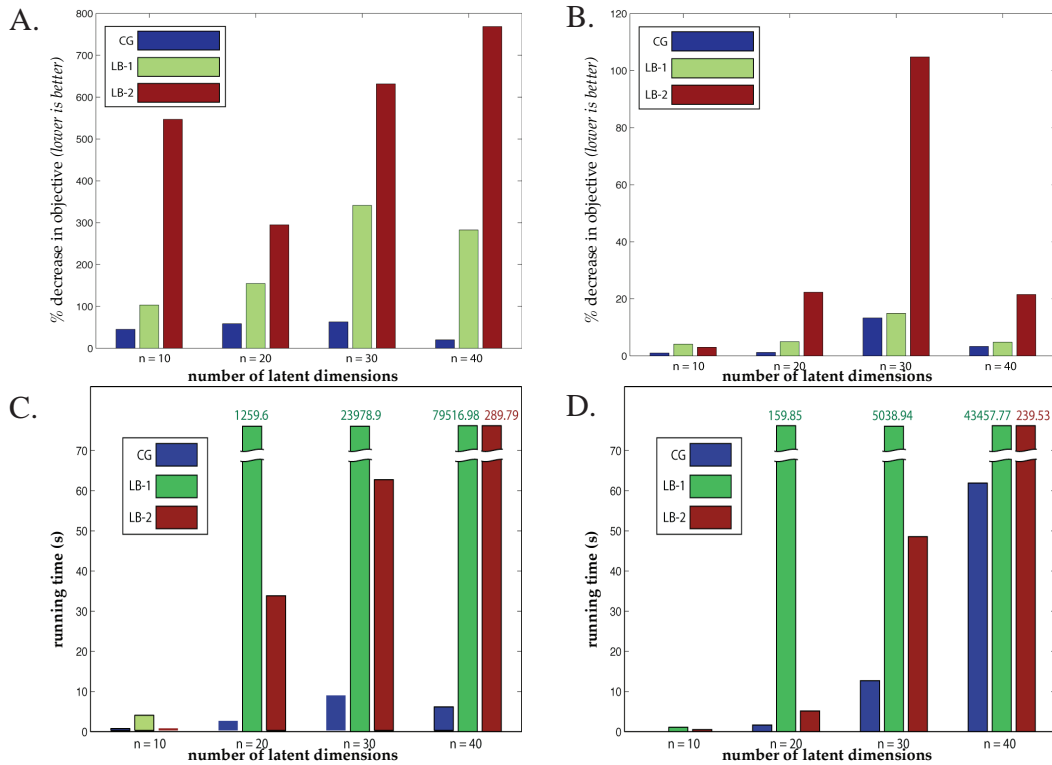 A.
% decrease in objective (lower is better)
800
700
600
500
400
300
200
100
0
CG
LB-1
LB-2
n = 10
n = 20
n = 30
n = 40
number of latent dimensions
B.
% decrease in objective (lower is better)
120
100
80
60
40
20
0
CG
LB-1
LB-2
n = 10
n = 20
n = 30
n = 40
number of latent dimensions
C.
running time (s)
70
60
50
40
30
20
10
0
1259.6
23978.9
79516.98
289.79
CG
LB-1
LB-2
n = 10
n = 20
n = 30
n = 40
number of latent dimensions
D.
running time (s)
70
60
50
40
30
20
10
0
159.85
5038.94
43457.77
239.53
CG
LB-1
LB-2
n = 10
n = 20
n = 30
n = 40
number of latent dimensions